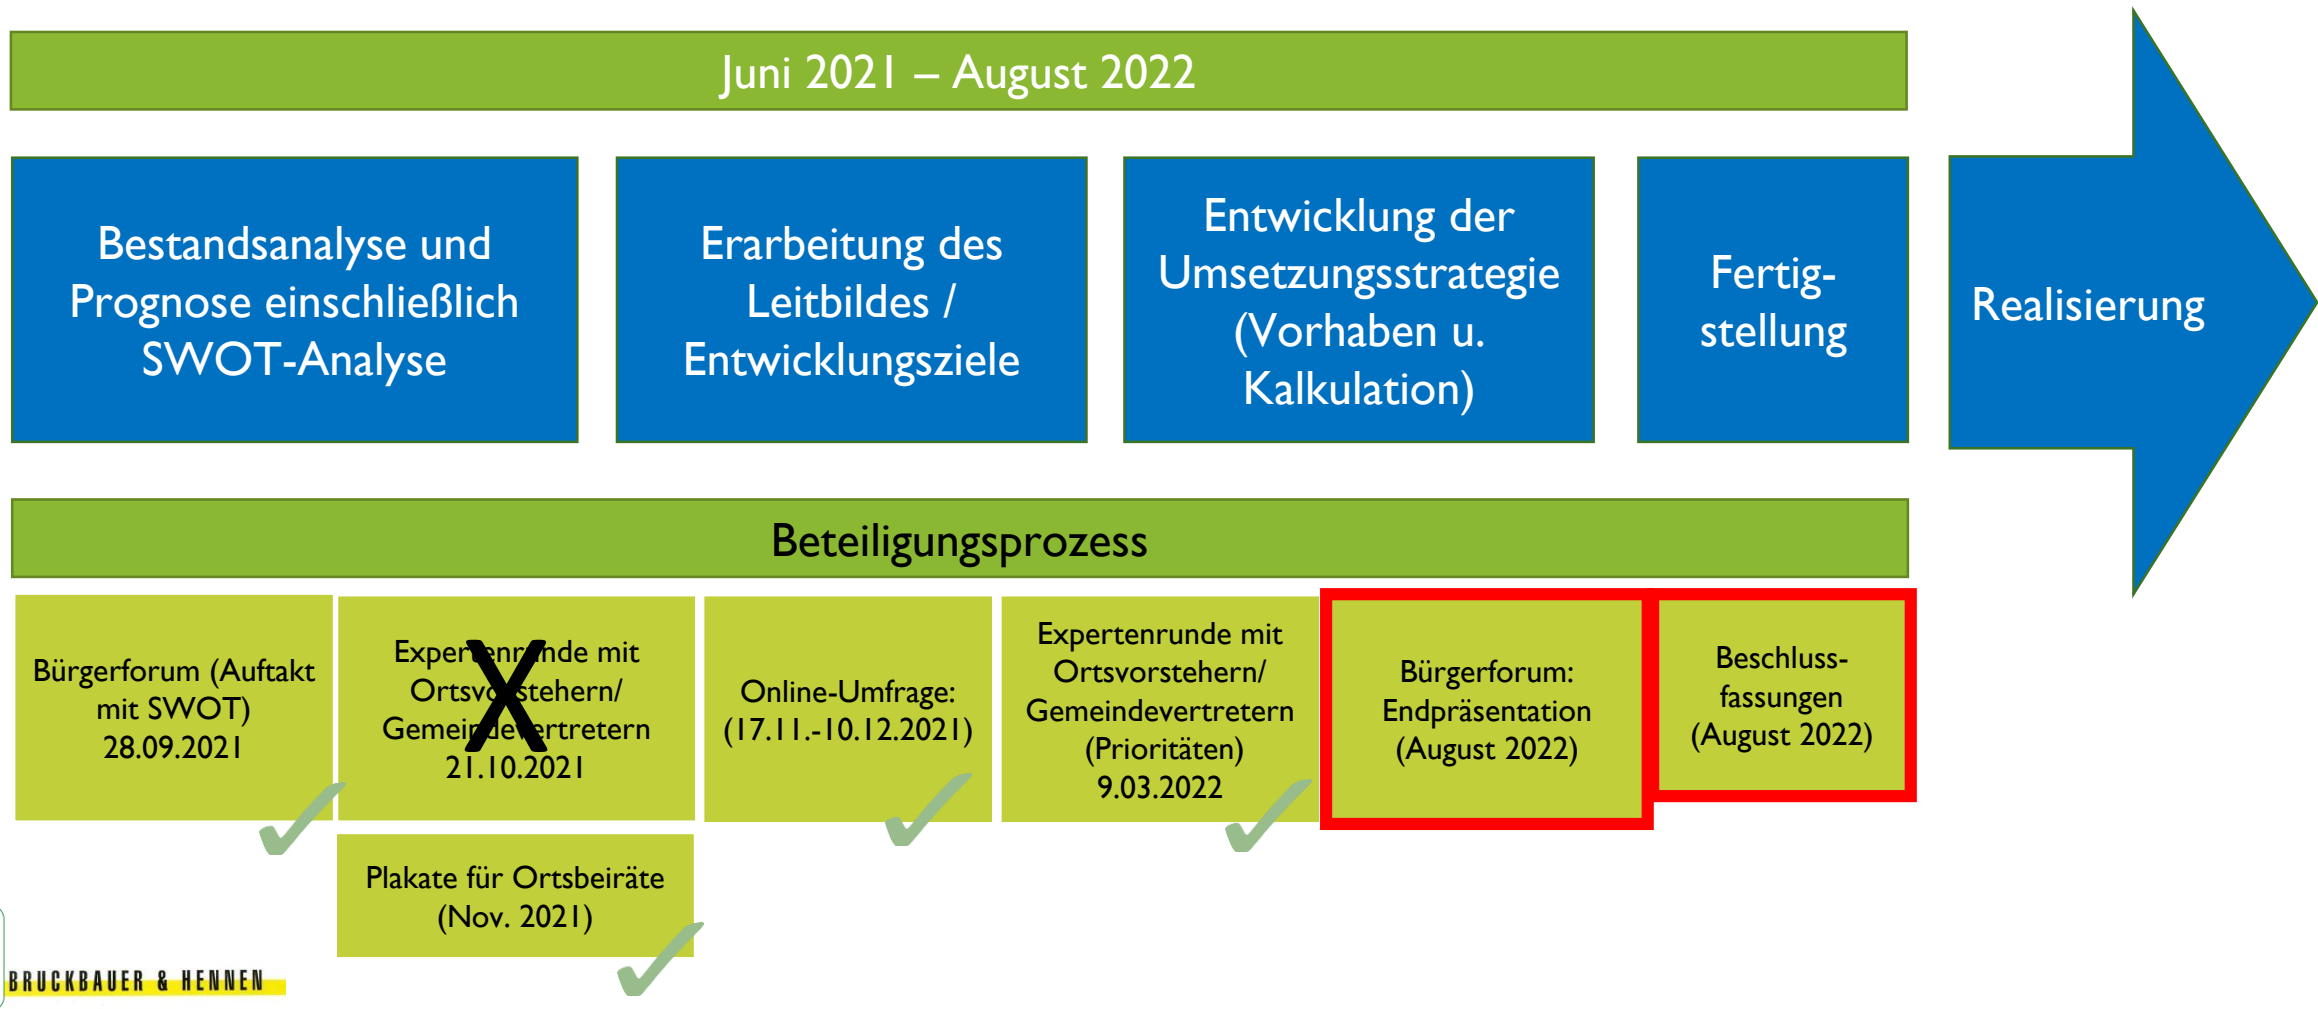 Juni 2021 – August 2022
Bestandsanalyse und
Prognose einschließlich
SWOT-Analyse
Erarbeitung des
Leitbildes /
Entwicklungsziele
Entwicklung der
Umsetzungsstrategie
(Vorhaben u.
Kalkulation)
Fertig-
stellung
Realisierung
Beteiligungsprozess
Bürgerforum (Auftakt
mit SWOT)
28.09.2021
Expertenrunde mit
Ortsvorstehern/
Gemeindevertretern
21.10.2021
X
Plakate für Ortsbeiräte
(Nov. 2021)
Online-Umfrage:
(17.11.-10.12.2021)
Expertenrunde mit
Ortsvorstehern/
Gemeindevertretern
(Prioritäten)
9.03.2022
Bürgerforum:
Endpräsentation
(August 2022)
Beschluss-
fassungen
(August 2022)
BRUCKBAUER & HENNEN